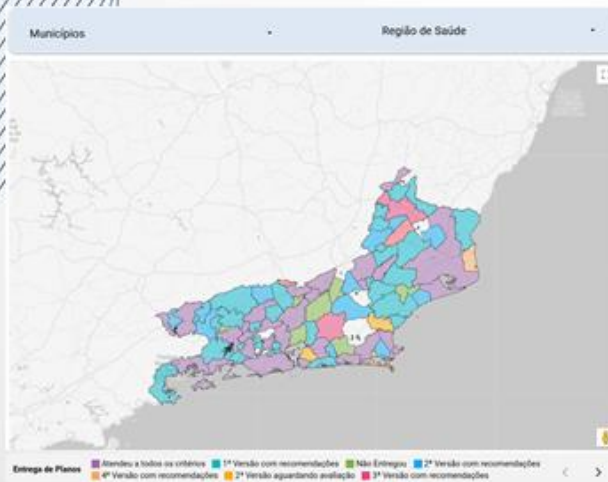 Municípios
Região de Saúde
Entrega de Planos
Atendeu a todos os critérios
1ª Versão com recomendações
Não Entregou
2ª Versão com recomendações
4ª Versão com recomendações
2ª Versão aguardando avaliação
3ª Versão com recomendações